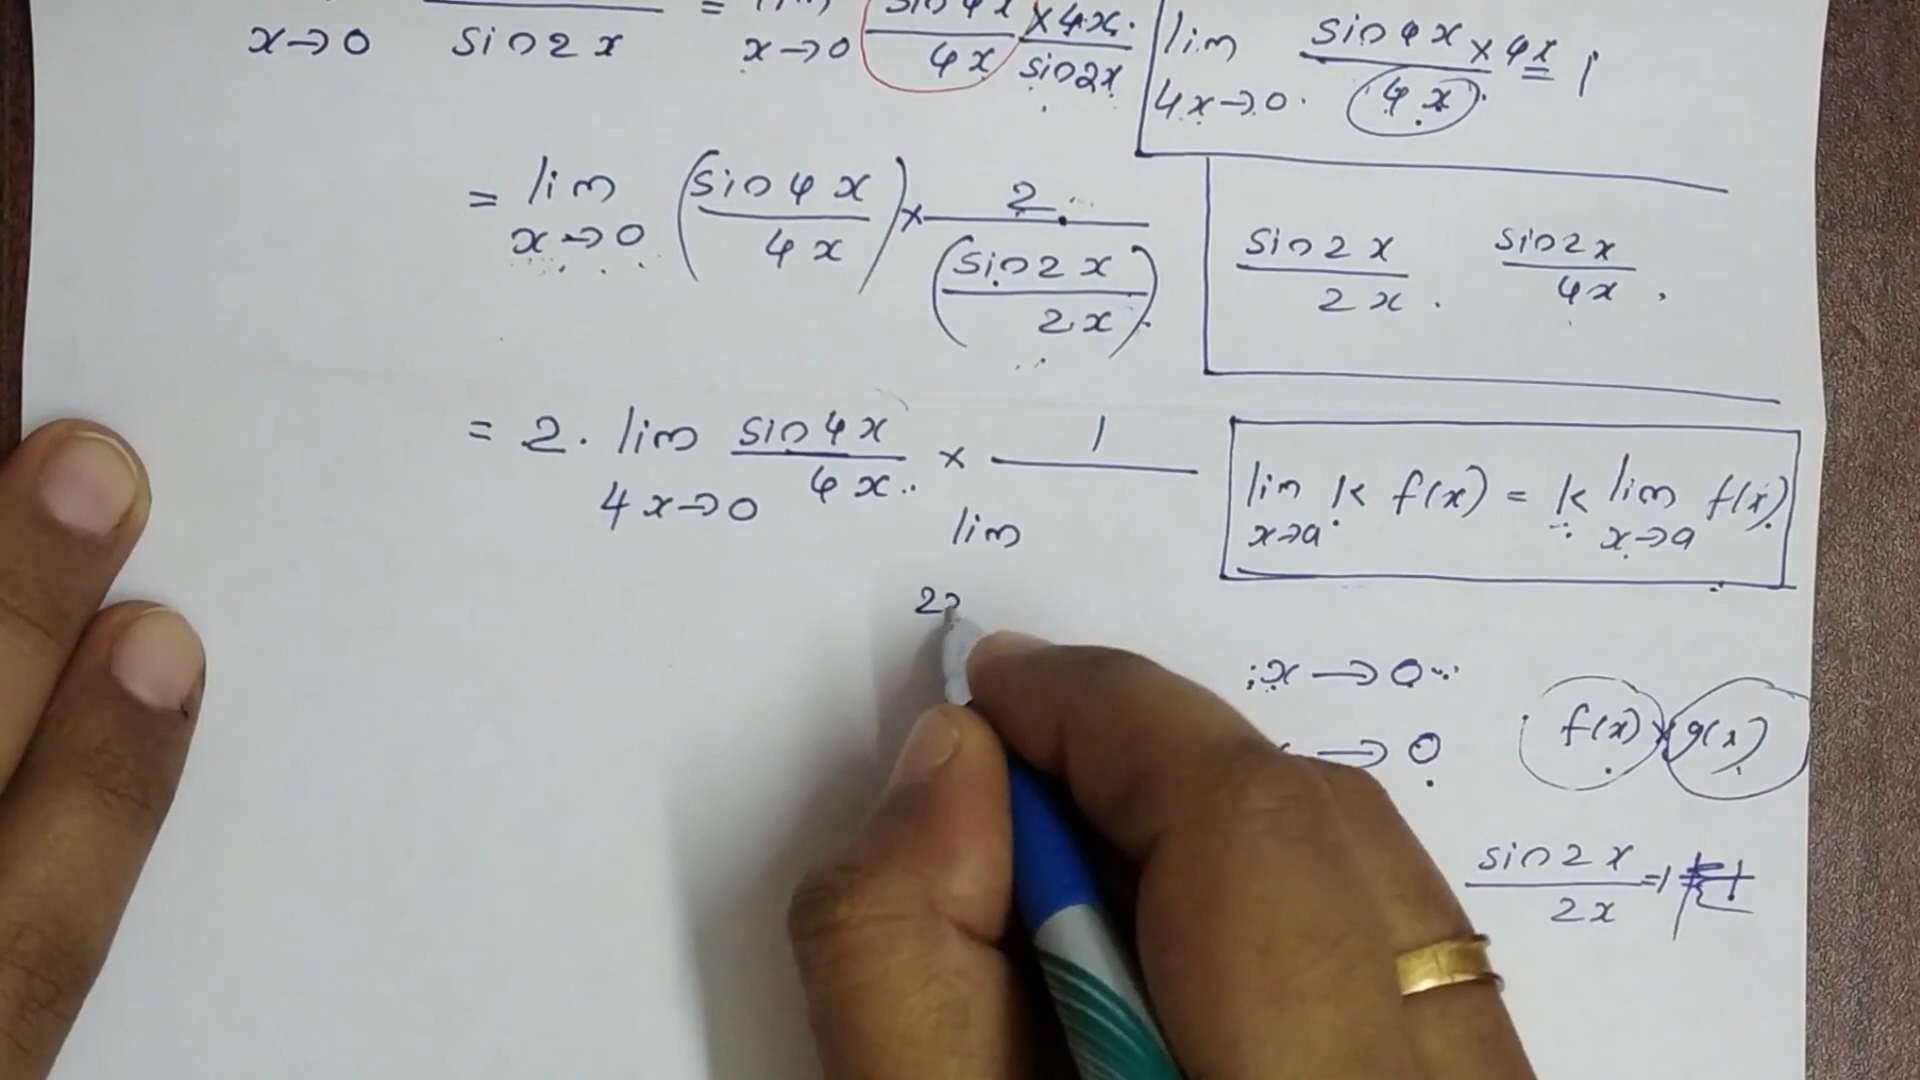 x→0 sin2x = lim x→0 sin4x/4x × 4x/sin2x
= lim x→0 (sin4x/4x) × 2/(sin2x/2x)
= 2. lim 4x→0 sin4x/4x × 1/lim
2
lim 4x→0 sin4x/4x × 4x = 1
sin2x/2x sin2x/4x
lim x→a k f(x) = k lim x→a f(x)
x → 0
→ 0
f(x) × g(x)
sin2x/2x = 1